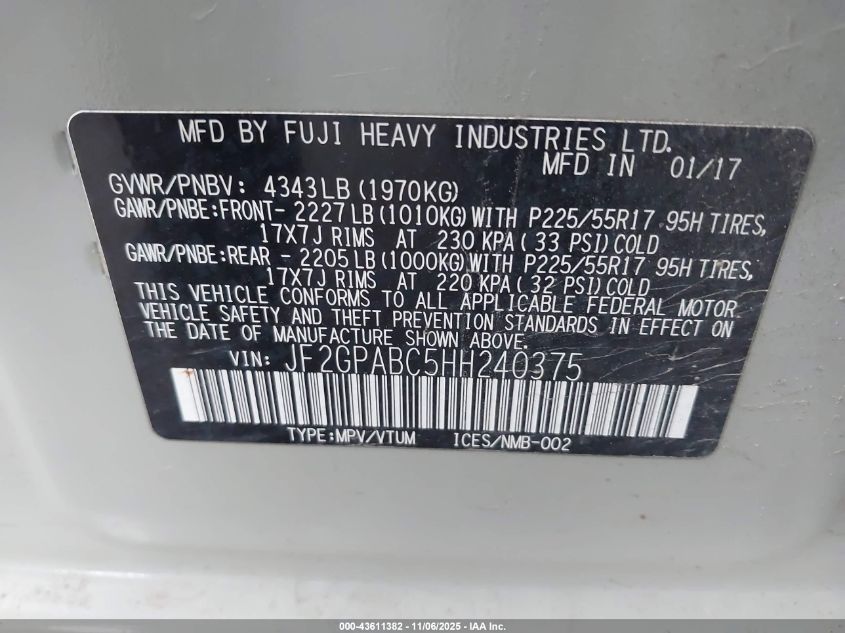 MFD BY FUJI HEAVY INDUSTRIES LTD.
MFD IN 01/17
GVWR/PNBV: 4343LB (1970KG)
GAWR/PNBE:FRONT- 2227LB (1010KG) WITH P225/55R17 95H TIRES,
17X7J RIMS AT 230 KPA ( 33 PSI) COLD
GAWR/PNBE:REAR - 2205LB (1000KG) WITH P225/55R17 95H TIRES,
17X7J RIMS AT 220 KPA ( 32 PSI) COLD
THIS VEHICLE CONFORMS TO ALL APPLICABLE FEDERAL MOTOR
VEHICLE SAFETY AND THEFT PREVENTION STANDARDS IN EFFECT ON
THE DATE OF MANUFACTURE SHOWN ABOVE.
VIN: JF2GPABC5HH240375
TYPE:MPV/VTUM ICES/NMB-002
000-43611382 - 11/06/2025 - IAA Inc.